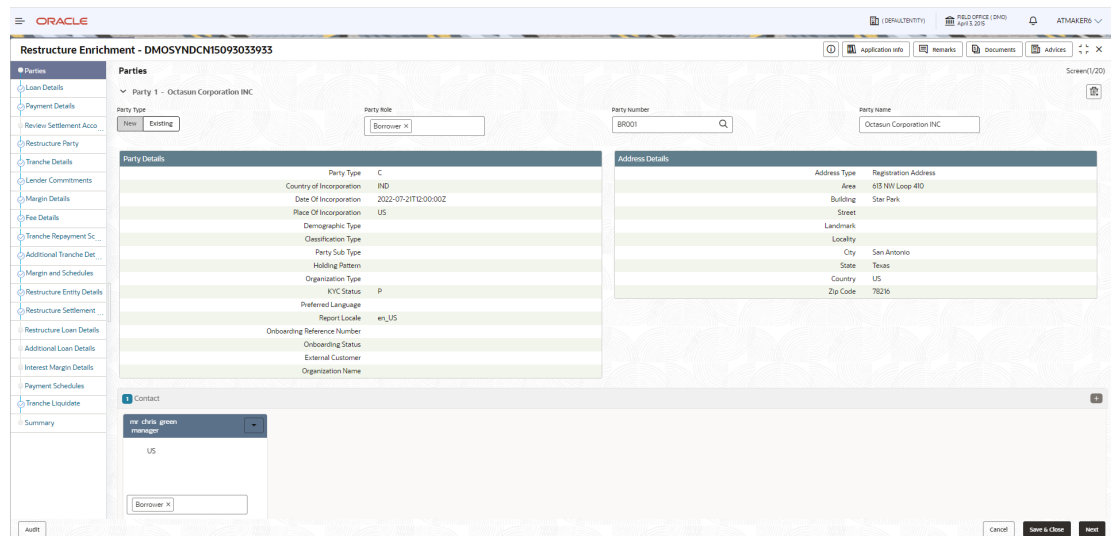 ORACLE
( DEFAULTENTITY)
FIELD OFFICE ( DMO)
April 3, 2015
ATMAKER6
Restructure Enrichment - DMOSYNDCN15093033933
Application Info
Remarks
Documents
Advices
Parties
Loan Details
Payment Details
Review Settlement Acco ...
Restructure Party
Tranche Details
Lender Commitments
Margin Details
Fee Details
Tranche Repayment Sc ...
Additional Tranche Det ...
Margin and Schedules
Restructure Entity Details
Restructure Settlement ...
Restructure Loan Details
Additional Loan Details
Interest Margin Details
Payment Schedules
Tranche Liquidate
Summary
Parties
Screen(1/20)
Party 1 - Octasun Corporation INC
Party Type
New Existing
Party Role
Borrower ×
Party Number
BR001
Party Name
Octasun Corporation INC
Party Details
Party Type C
Country of Incorporation IND
Date Of Incorporation 2022-07-21T12:00:00Z
Place Of Incorporation US
Demographic Type
Classification Type
Party Sub Type
Holding Pattern
Organization Type
KYC Status P
Preferred Language
Report Locale en_US
Onboarding Reference Number
Onboarding Status
External Customer
Organization Name
Address Details
Address Type Registration Address
Area 613 NW Loop 410
Building Star Park
Street
Landmark
Locality
City San Antonio
State Texas
Country US
Zip Code 78216
1 Contact
mr chris green
manager
US
Borrower ×
Audit
Cancel
Save & Close
Next